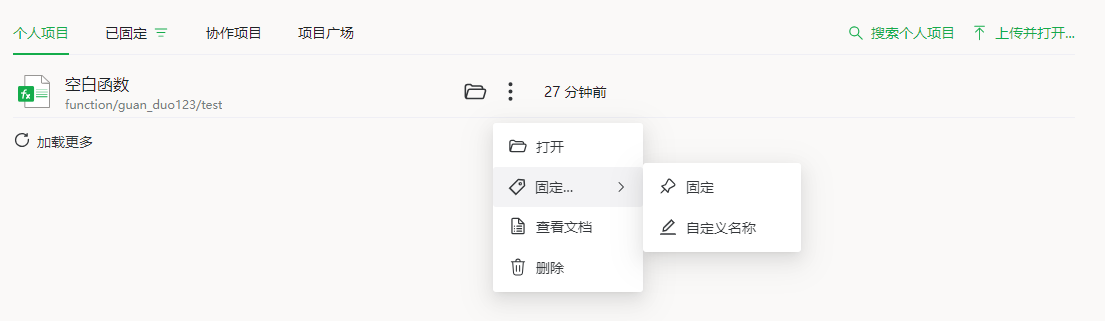 个人项目 已固定 协作项目 项目广场 搜索个人项目 上传并打开...
空白函数
fx
function/guan_duo123/test
27 分钟前
加载更多
打开
固定...
固定
查看文档
自定义名称
删除